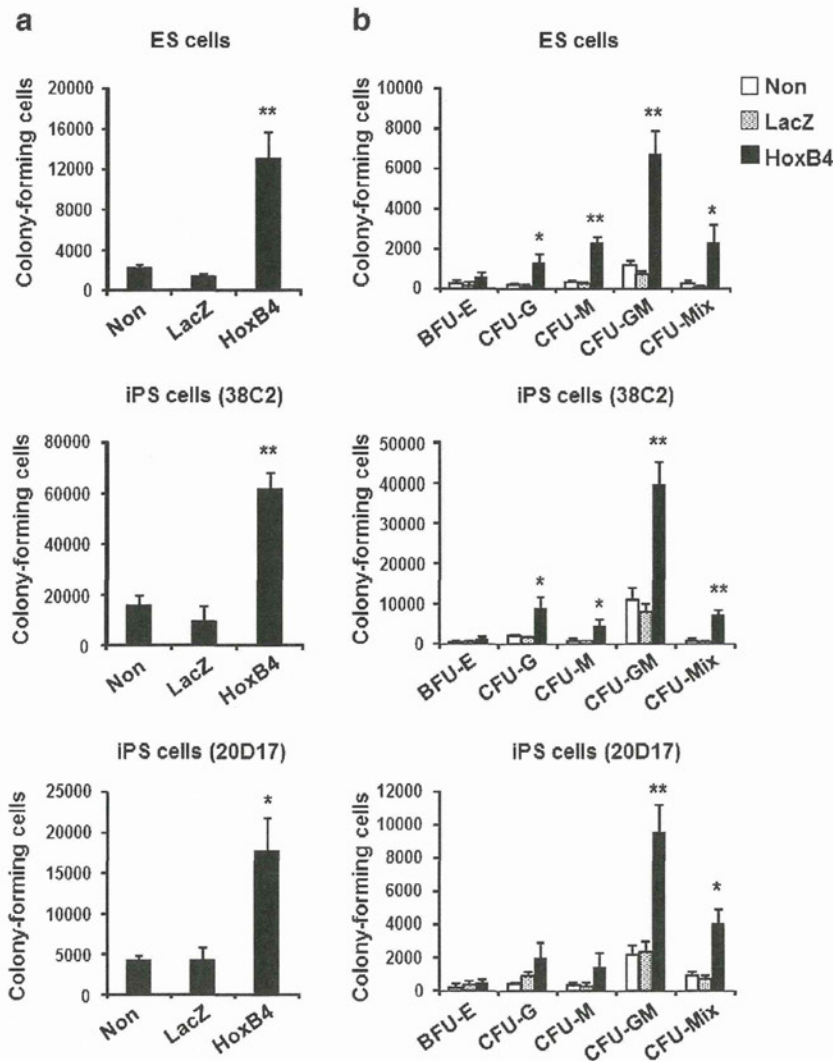 a
ES cells
Colony-forming cells
20000
16000
12000
8000
4000
0
**
Non
LacZ
HoxB4
b
ES cells
Colony-forming cells
10000
8000
6000
4000
2000
0
*
**
**
*
BFU-E
CFU-G
CFU-M
CFU-GM
CFU-Mix
Non
LacZ
HoxB4
iPS cells (38C2)
Colony-forming cells
80000
60000
40000
20000
0
**
Non
LacZ
HoxB4
iPS cells (38C2)
Colony-forming cells
50000
40000
30000
20000
10000
0
*
*
**
**
BFU-E
CFU-G
CFU-M
CFU-GM
CFU-Mix
iPS cells (20D17)
Colony-forming cells
25000
20000
15000
10000
5000
0
*
Non
LacZ
HoxB4
iPS cells (20D17)
Colony-forming cells
12000
10000
8000
6000
4000
2000
0
**
*
BFU-E
CFU-G
CFU-M
CFU-GM
CFU-Mix